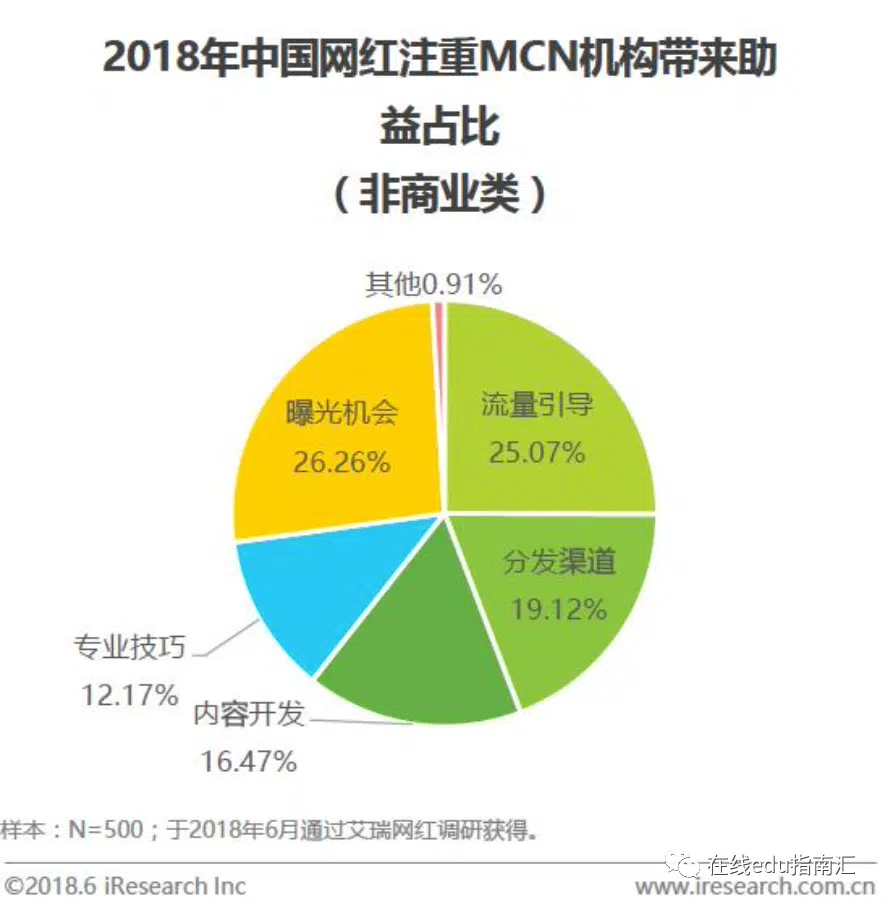 2018年中国网红注重MCN机构带来助
益占比
（非商业类）
其他0.91%
曝光机会
26.26%
流量引导
25.07%
分发渠道
19.12%
专业技巧
12.17%
内容开发
16.47%
样本：N=500；于2018年6月通过艾瑞网红调研获得。
在线edu指南汇
©2018.6 iResearch Inc
www.iresearch.com.cn